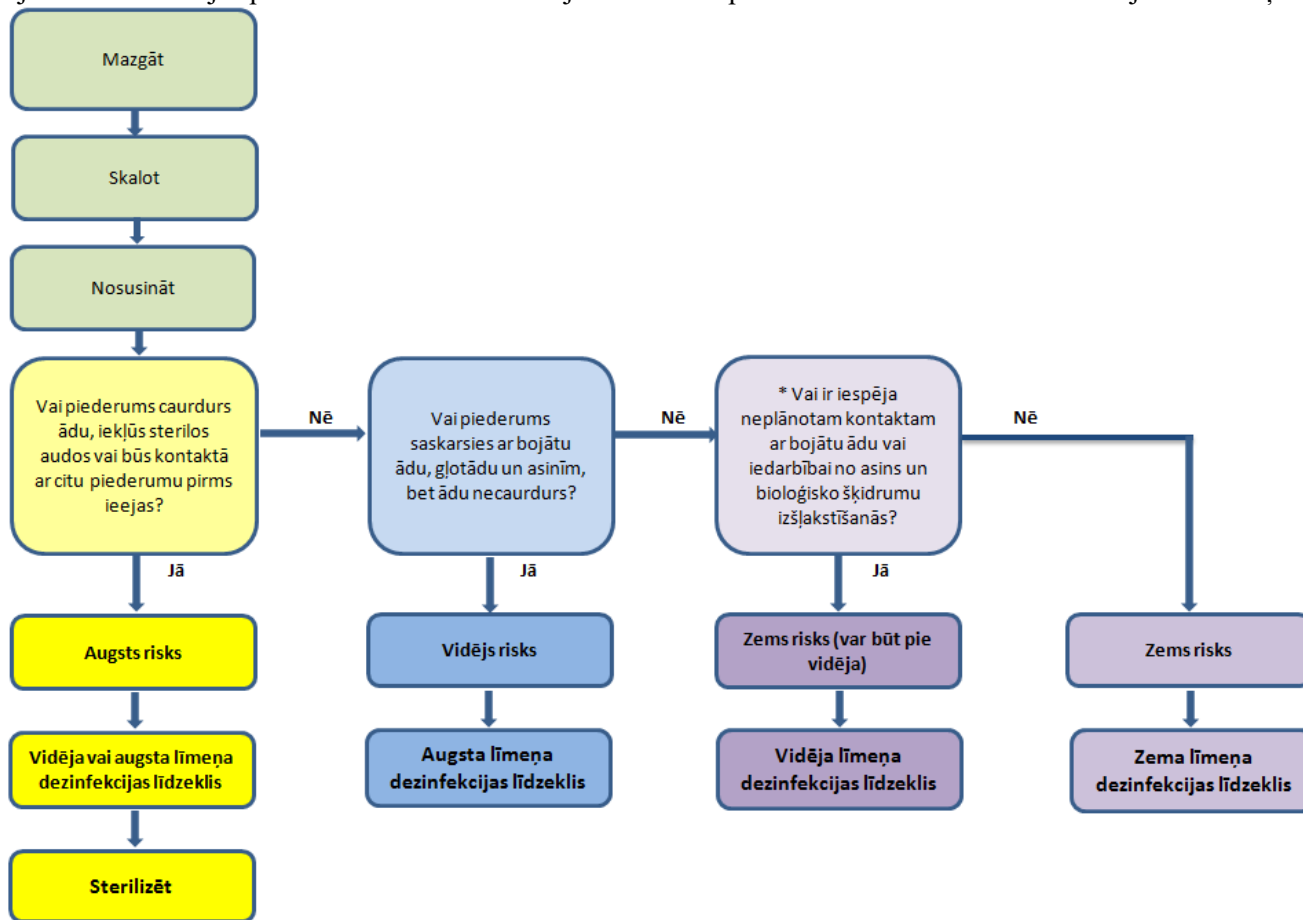 Mazgāt
Skalot
Nosusināt
Vai piederums caurdurs
ādu, iekļūs sterilos
audos vai būs kontaktā
ar citu piederumu pirms
ieejas?
Nē
Vai piederums
saskarsies ar bojātu
ādu, gļotādu un asinīm,
bet ādu necaurdurs?
Nē
* Vai ir iespēja
neplānotam kontaktam
ar bojātu ādu vai
iedarbībai no asins un
bioloģisko šķidrumu
izšļakstīšanās?
Nē
Jā
Jā
Jā
Augsts risks
Vidējs risks
Zems risks (var būt pie
vidēja)
Zems risks
Vidēja vai augsta līmeņa
dezinfekcijas līdzeklis
Augsta līmeņa
dezinfekcijas līdzeklis
Vidēja līmeņa
dezinfekcijas līdzeklis
Zema līmeņa
dezinfekcijas līdzeklis
Sterilizēt